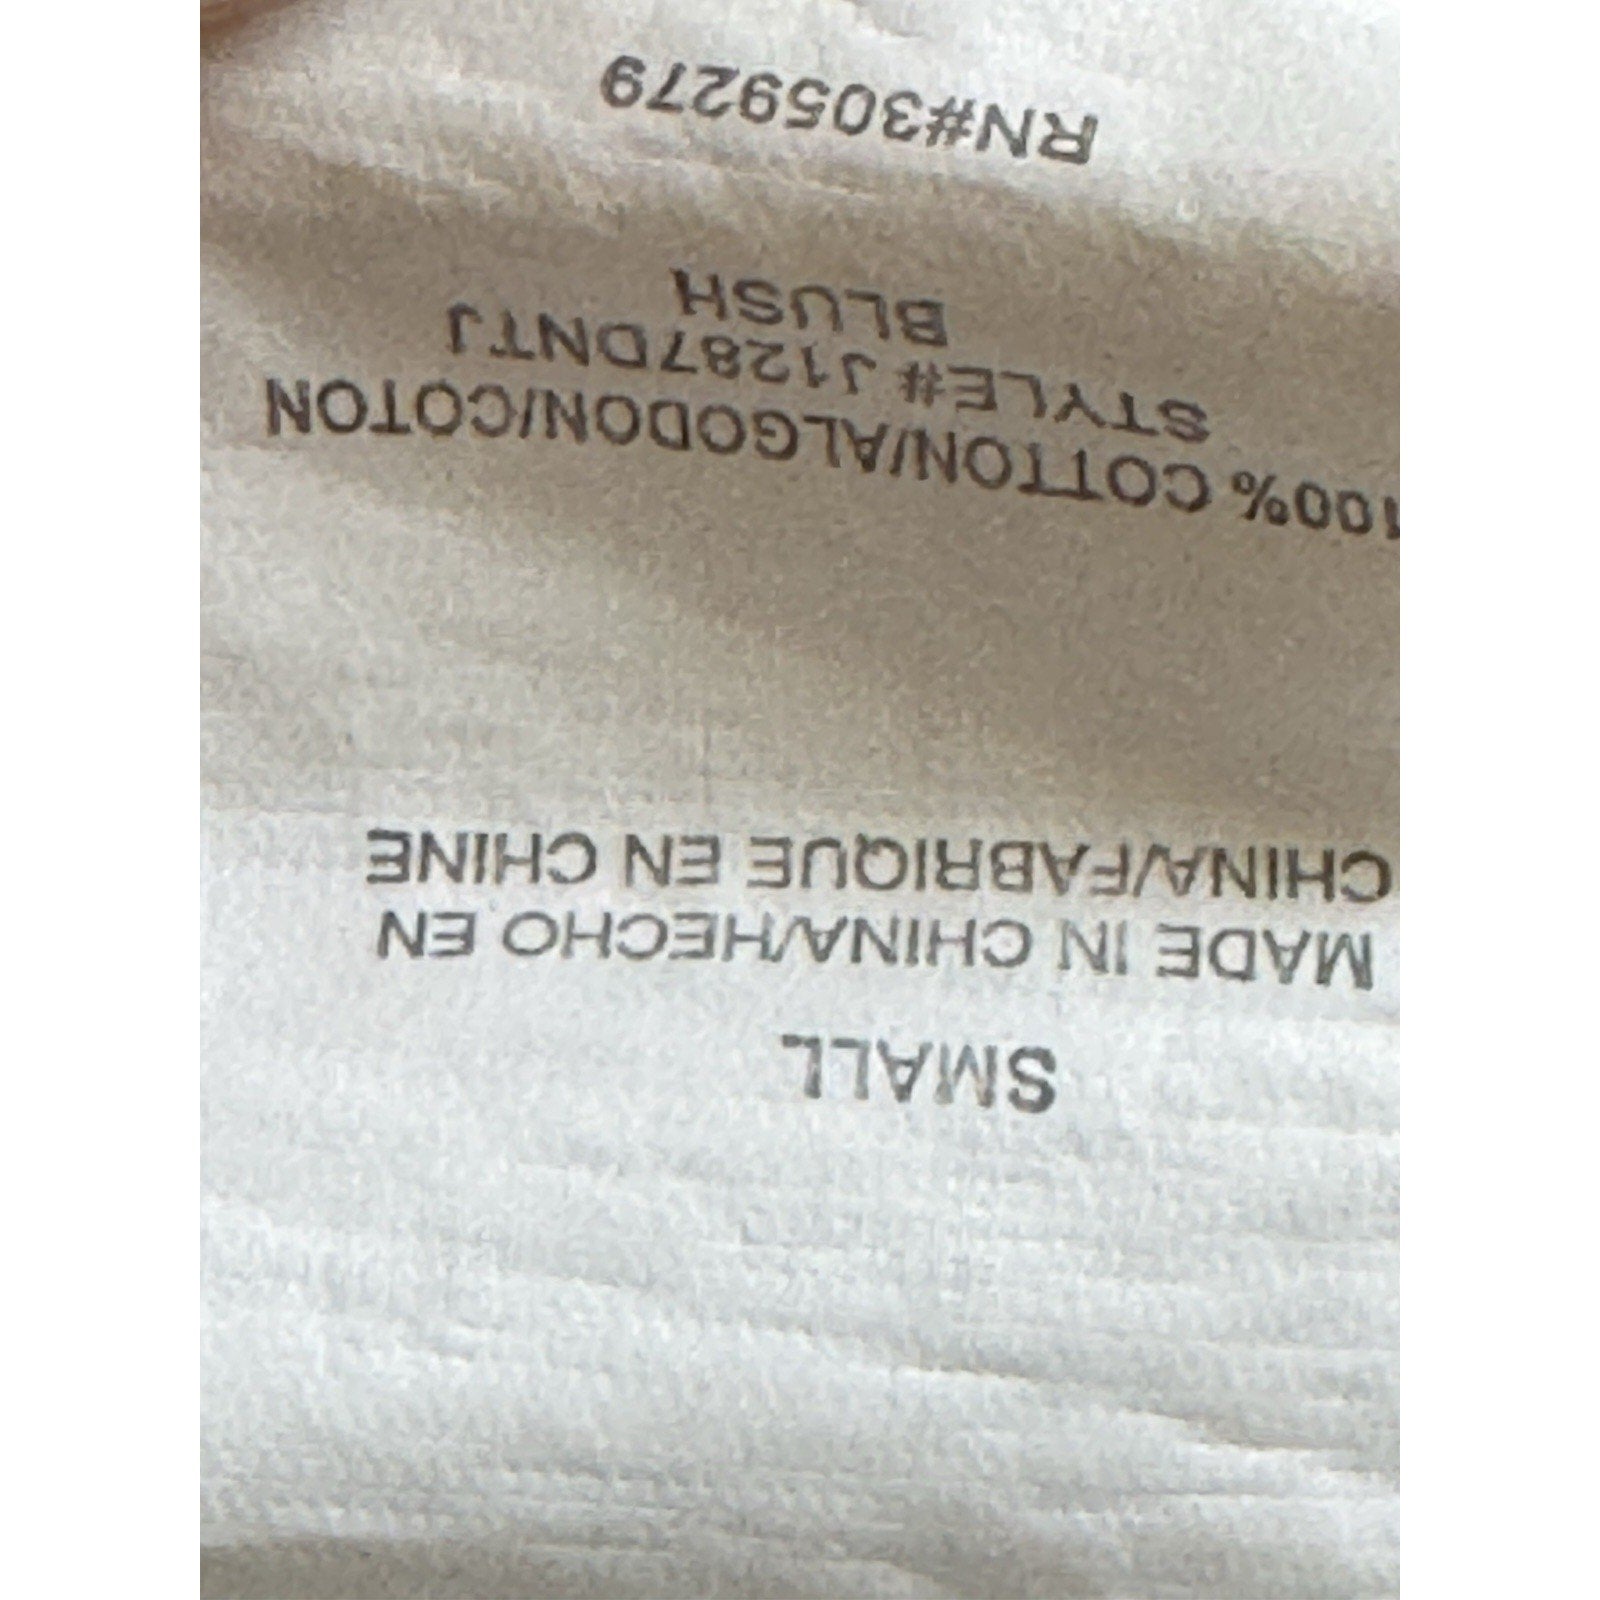 SMALL
MADE IN CHINA/HECHO EN
CHINA/FABRIQUE EN CHINE
100% COTTON/ALGODON/COTON
STYLE# J1287DNTJ
BLUSH
RN#3059279